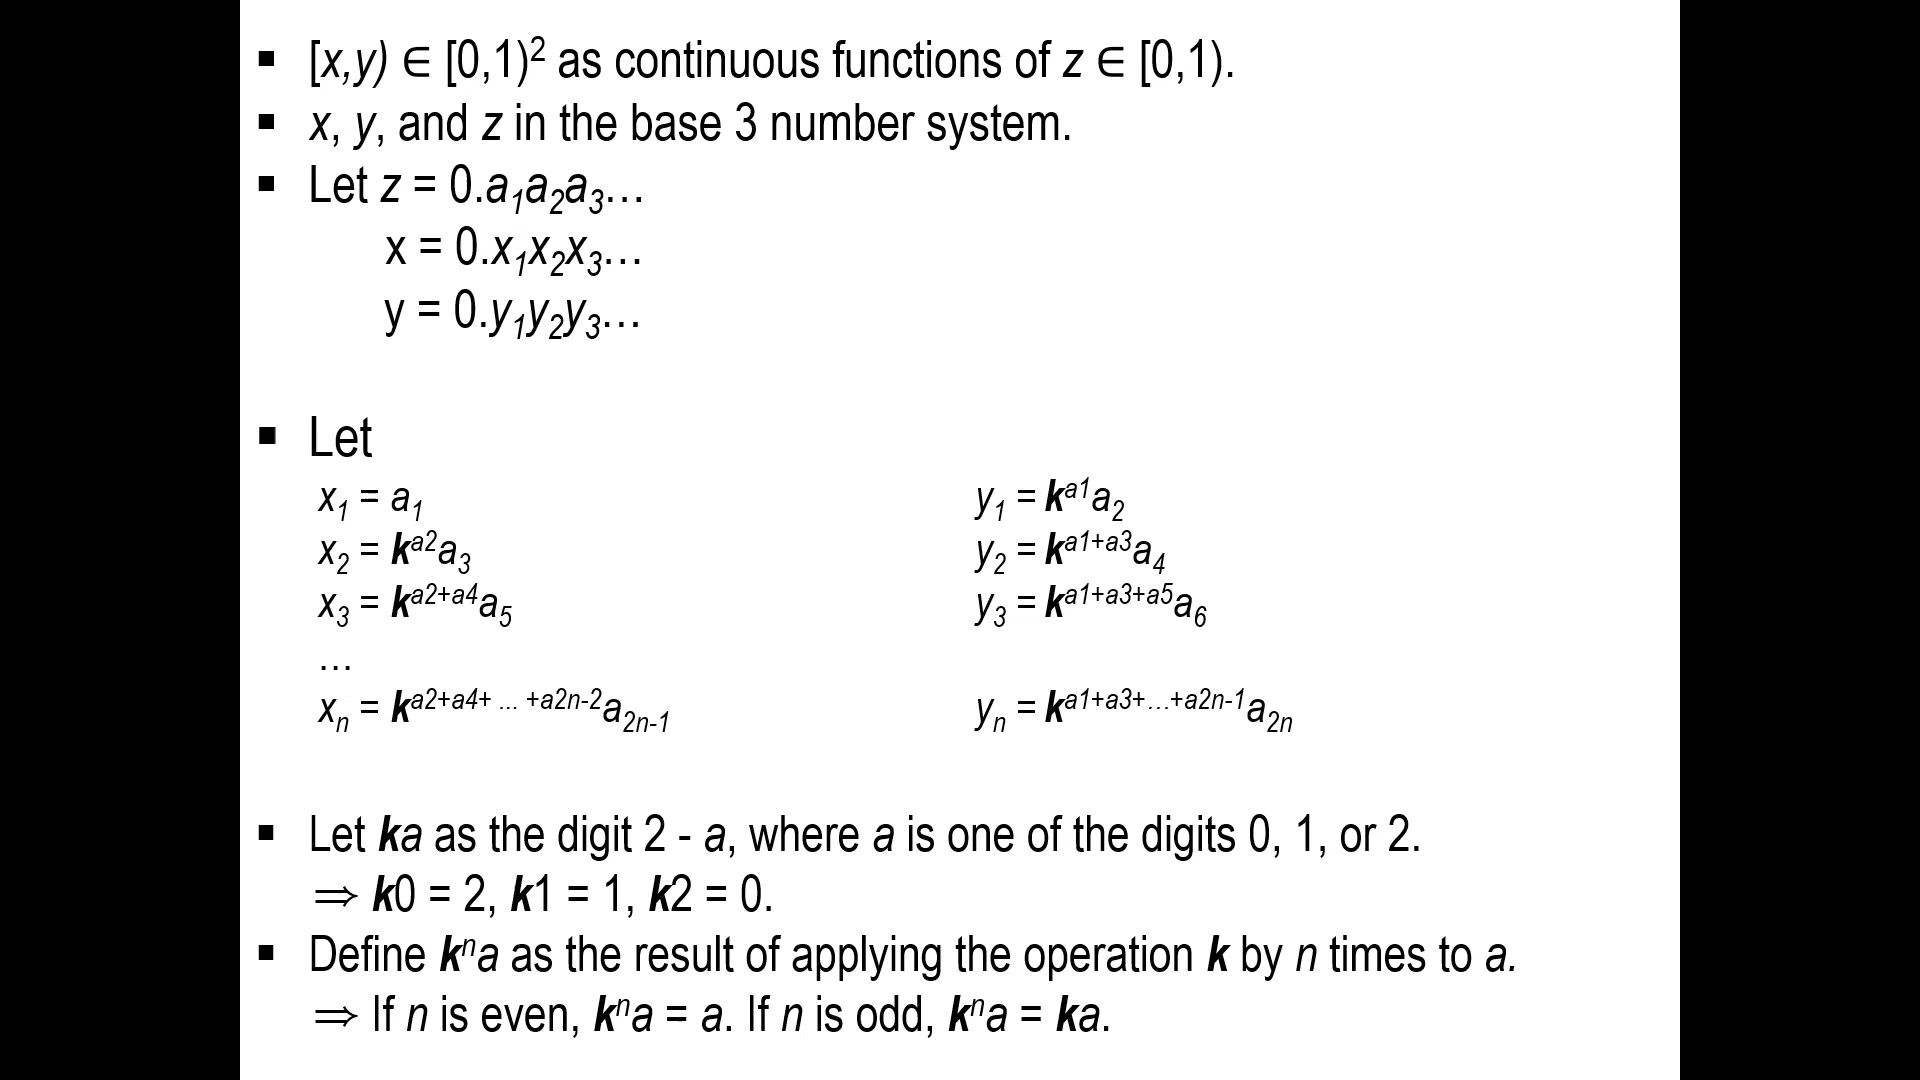 ▪ [x,y) ∈ [0,1)² as continuous functions of z ∈ [0,1).
▪ x, y, and z in the base 3 number system.
▪ Let z = 0.a₁a₂a₃…
x = 0.x₁x₂x₃…
y = 0.y₁y₂y₃…
▪ Let
x₁ = a₁ y₁ = k^{a1}a₂
x₂ = k^{a2}a₃ y₂ = k^{a1+a3}a₄
x₃ = k^{a2+a4}a₅ y₃ = k^{a1+a3+a5}a₆
…
xₙ = k^{a2+a4+ ... +a2n-2}a_{2n-1} yₙ = k^{a1+a3+…+a2n-1}a_{2n}
▪ Let ka as the digit 2 - a, where a is one of the digits 0, 1, or 2.
⇒ k0 = 2, k1 = 1, k2 = 0.
▪ Define kⁿa as the result of applying the operation k by n times to a.
⇒ If n is even, kⁿa = a. If n is odd, kⁿa = ka.